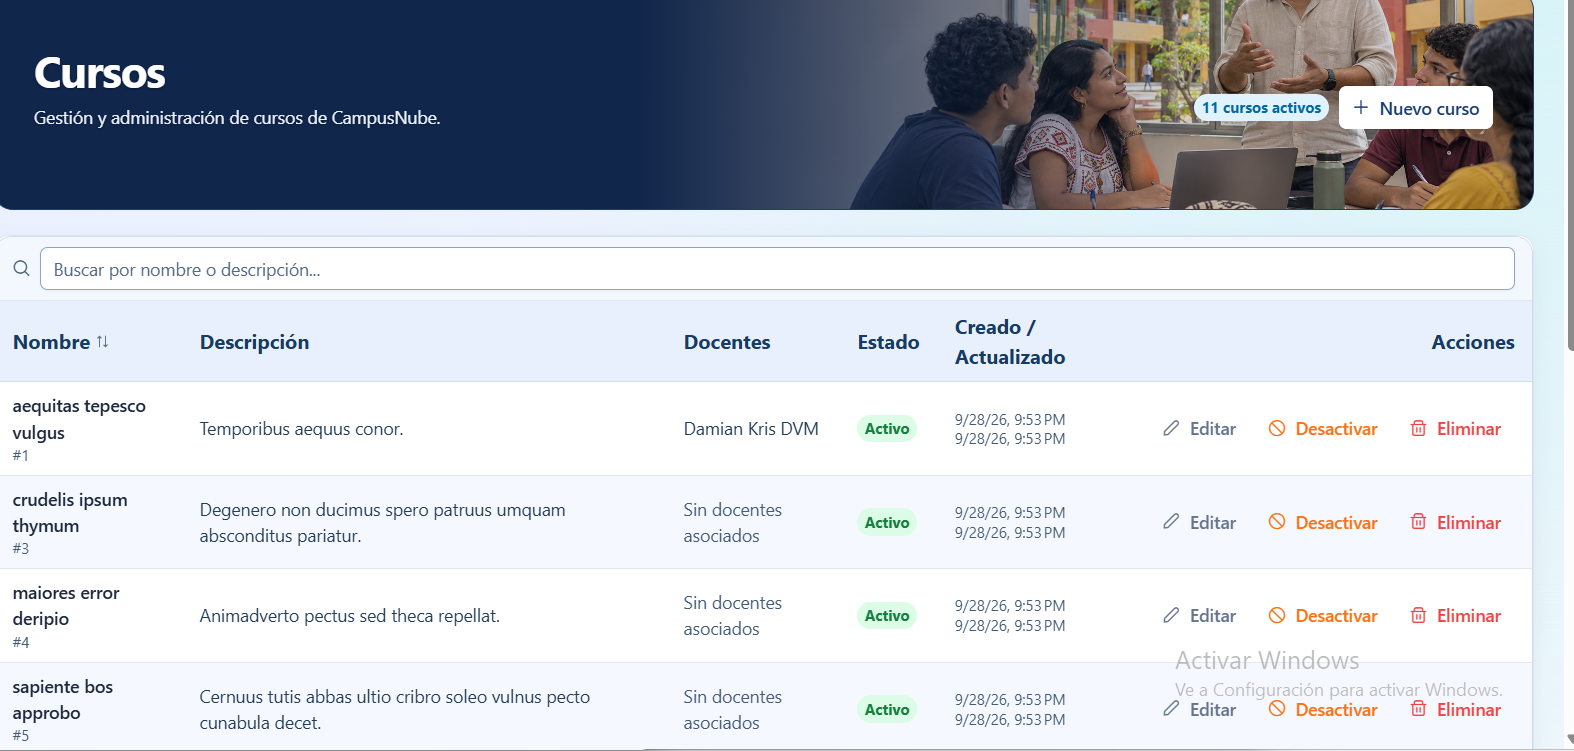 Cursos
Gestión y administración de cursos de CampusNube.
11 cursos activos
+ Nuevo curso
Buscar por nombre o descripción...
Nombre Descripción Docentes Estado Creado / Actualizado Acciones
aequitas tepesco
vulgus
#1
Temporibus aequus conor.
Damian Kris DVM
Activo
9/28/26, 9:53 PM
9/28/26, 9:53 PM
Editar Desactivar Eliminar
crudelis ipsum
thymum
#3
Degenero non ducimus spero patruus umquam
absconditus pariatur.
Sin docentes
asociados
Activo
9/28/26, 9:53 PM
9/28/26, 9:53 PM
Editar Desactivar Eliminar
maiores error
deripio
#4
Animadverto pectus sed theca repellat.
Sin docentes
asociados
Activo
9/28/26, 9:53 PM
9/28/26, 9:53 PM
Editar Desactivar Eliminar
sapiente bos
approbo
#5
Cernuus tutis abbas ultio cribro soleo vulnus pecto
cunabula decet.
Sin docentes
asociados
Activo
9/28/26, 9:53 PM
9/28/26, 9:53 PM
Editar Desactivar Eliminar
Activar Windows
Ve a Configuración para activar Windows.